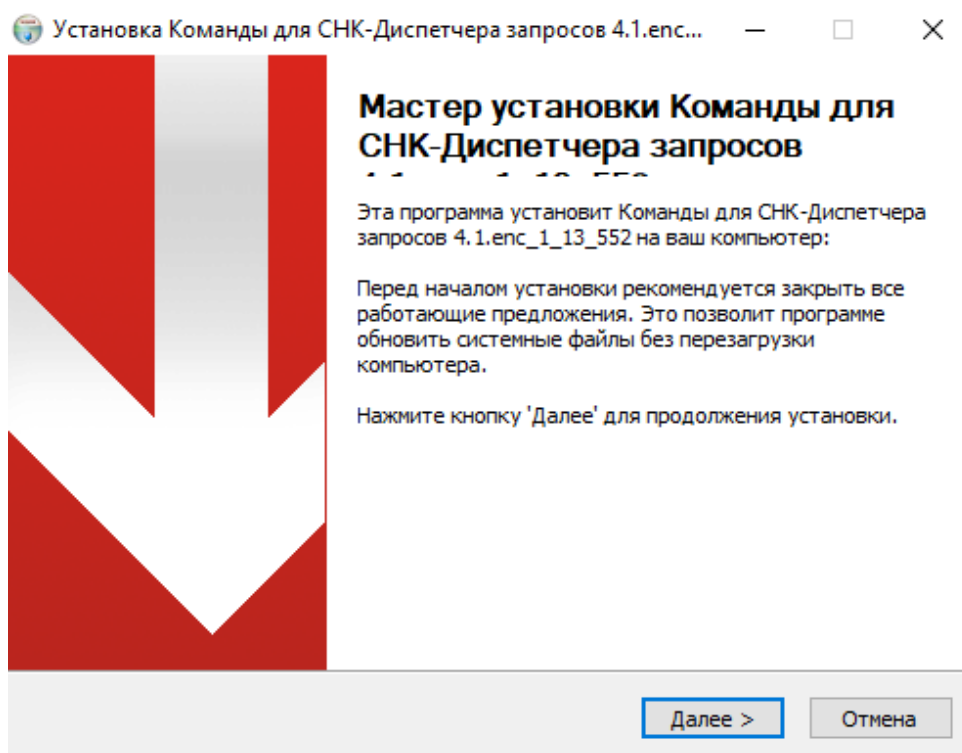 Установка Команды для СНК-Диспетчера запросов 4.1.enc...
Мастер установки Команды для
СНК-Диспетчера запросов
Эта программа установит Команды для СНК-Диспетчера
запросов 4.1.enc_1_13_552 на ваш компьютер:
Перед началом установки рекомендуется закрыть все
работающие предложения. Это позволит программе
обновить системные файлы без перезагрузки
компьютера.
Нажмите кнопку 'Далее' для продолжения установки.
Далее >
Отмена